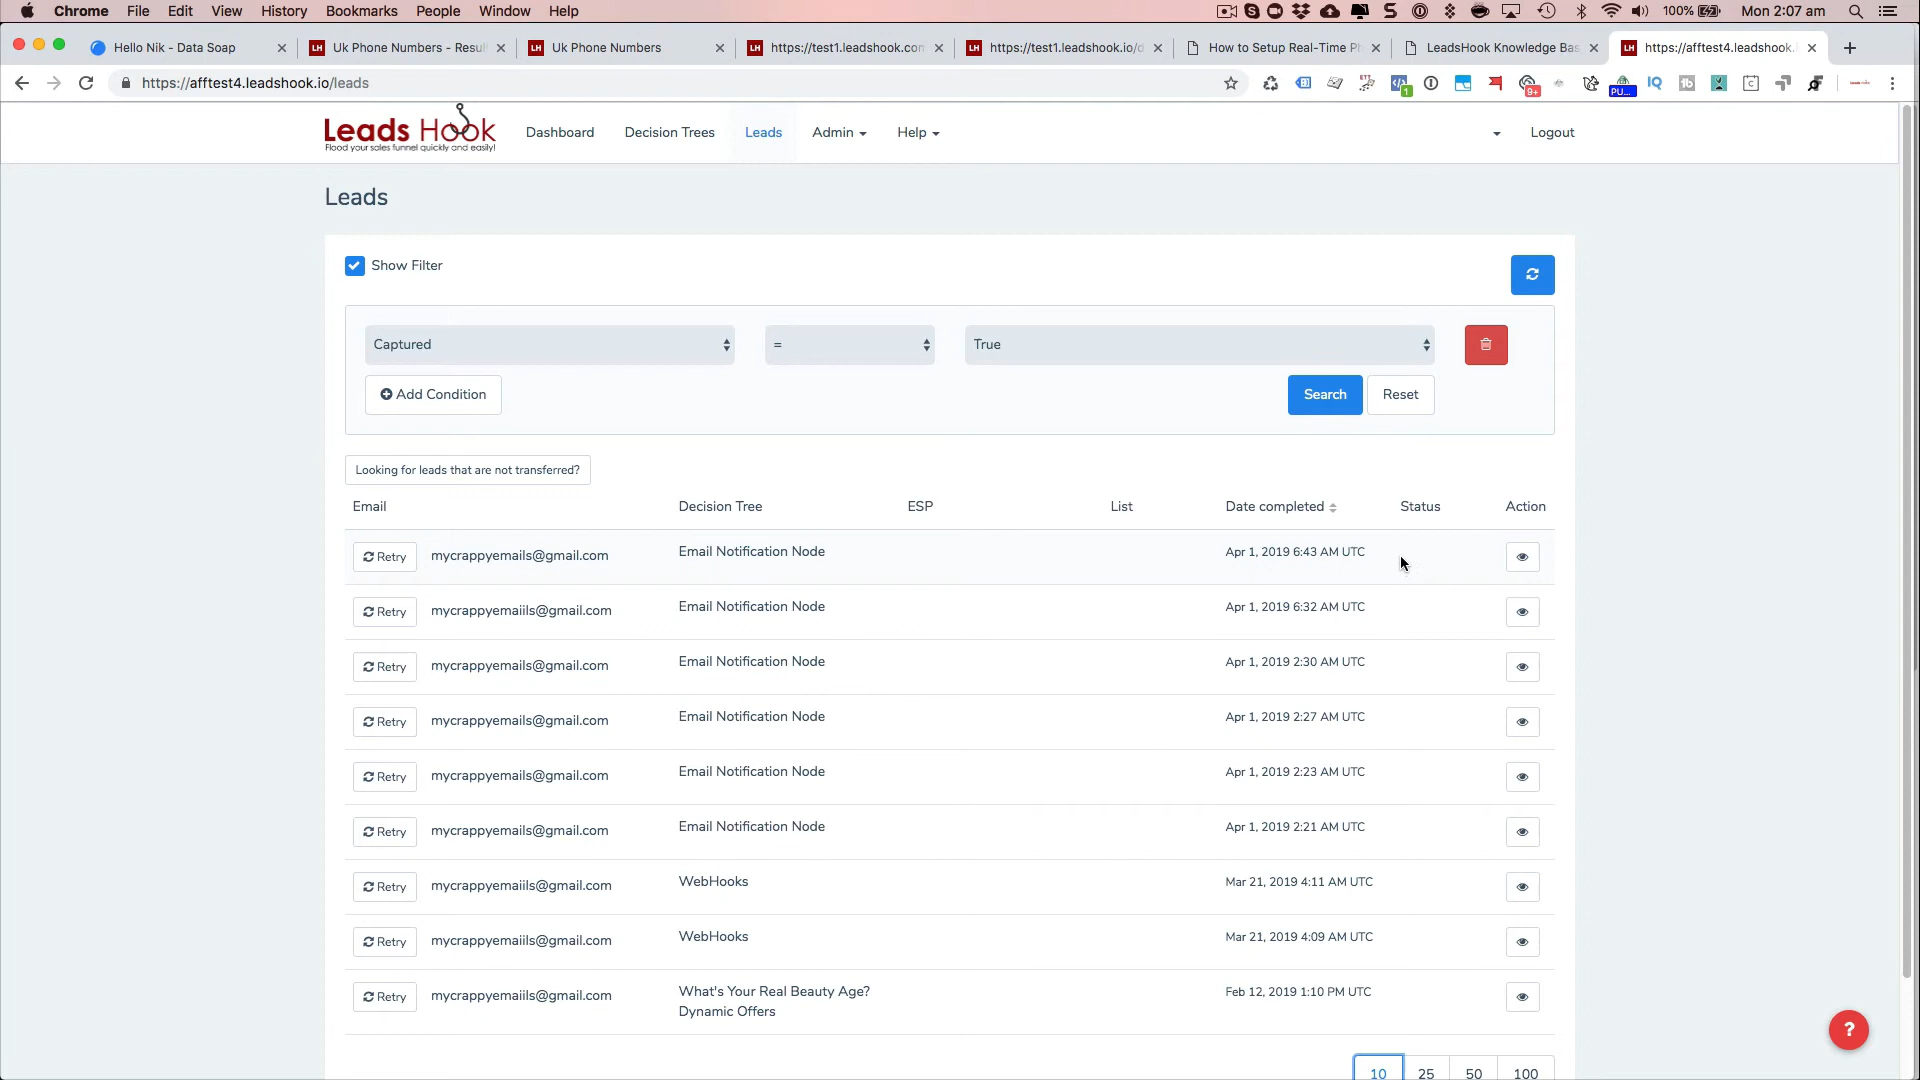 Chrome File Edit View History Bookmarks People Window Help 100% Mon 2:07 am
Hello Nik - Data Soap
LH Uk Phone Numbers - Resul
LH Uk Phone Numbers
LH https://test1.leadshook.com
LH https://test1.leadshook.io/d
How to Setup Real-Time Ph
LeadsHook Knowledge Bas
LH https://afftest4.leadshook.
https://afftest4.leadshook.io/leads
Leads Hook
Flood your sales funnel quickly and easily!
Dashboard Decision Trees Leads Admin Help Logout
Leads
Show Filter
Captured = True
Add Condition Search Reset
Looking for leads that are not transferred?
Email Decision Tree ESP List Date completed Status Action
Retry mycrappyemails@gmail.com Email Notification Node Apr 1, 2019 6:43 AM UTC
Retry mycrappyemaiils@gmail.com Email Notification Node Apr 1, 2019 6:32 AM UTC
Retry mycrappyemails@gmail.com Email Notification Node Apr 1, 2019 2:30 AM UTC
Retry mycrappyemails@gmail.com Email Notification Node Apr 1, 2019 2:27 AM UTC
Retry mycrappyemails@gmail.com Email Notification Node Apr 1, 2019 2:23 AM UTC
Retry mycrappyemails@gmail.com Email Notification Node Apr 1, 2019 2:21 AM UTC
Retry mycrappyemaiils@gmail.com WebHooks Mar 21, 2019 4:11 AM UTC
Retry mycrappyemaiils@gmail.com WebHooks Mar 21, 2019 4:09 AM UTC
Retry mycrappyemaiils@gmail.com What's Your Real Beauty Age? Feb 12, 2019 1:10 PM UTC
Dynamic Offers
?
10 25 50 100